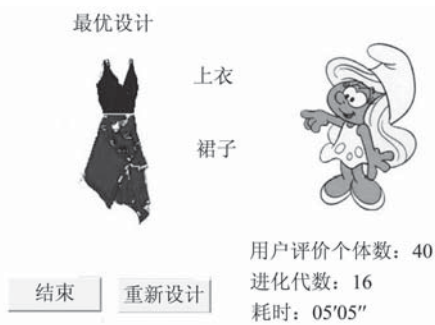 最优设计
上衣
裙子
用户评价个体数：40
进化代数：16
耗时：05′05″
结束
重新设计